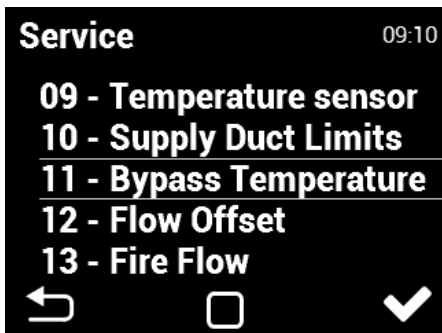 Service 09:10
09 - Temperature sensor
10 - Supply Duct Limits
11 - Bypass Temperature
12 - Flow Offset
13 - Fire Flow